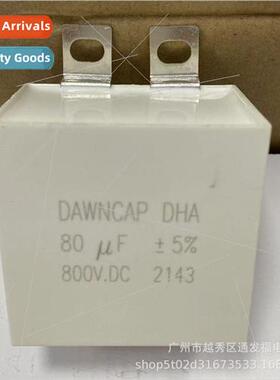 Arrivals
ty Goods
DAWNCAP DHA
80 μF ±5%
800V.DC 2143
广州市越秀区通发福电
shop5t02d31673533.16